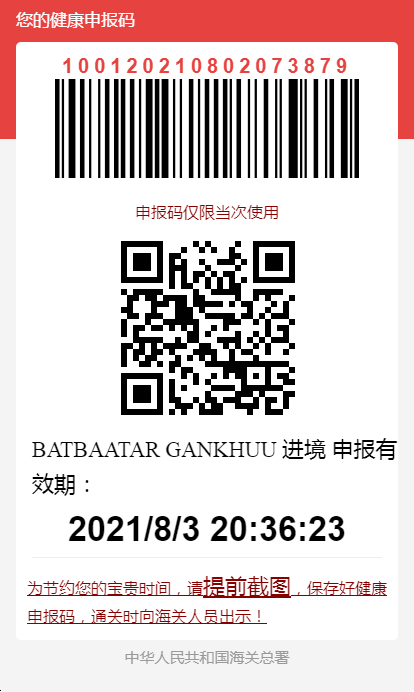 您的健康申报码
100120210802073879
申报码仅限当次使用
BATBAATAR GANKHUU 进境 申报有
效期：
2021/8/3 20:36:23
为节约您的宝贵时间，请提前截图，保存好健康
申报码，通关时向海关人员出示！
中华人民共和国海关总署